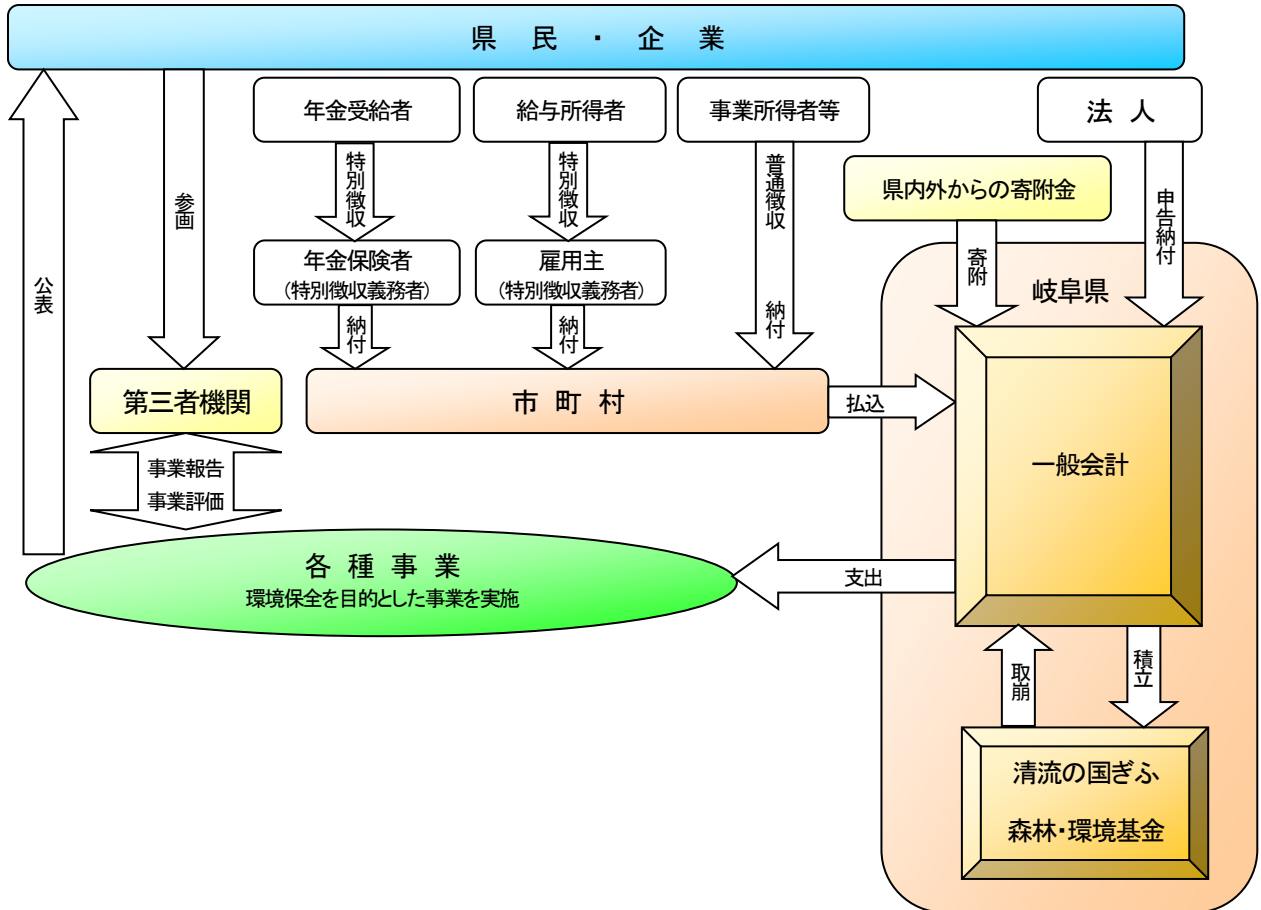 県民・企業
年金受給者
給与所得者
事業所得者等
法人
県内外からの寄附金
参画
公表
特別徴収
特別徴収
普通徴収
納付
寄附
申告納付
岐阜県
年金保険者
(特別徴収義務者)
雇用主
(特別徴収義務者)
納付
納付
第三者機関
市町村
払込
一般会計
事業報告
事業評価
各種事業
環境保全を目的とした事業を実施
支出
取崩
積立
清流の国ぎふ
森林・環境基金